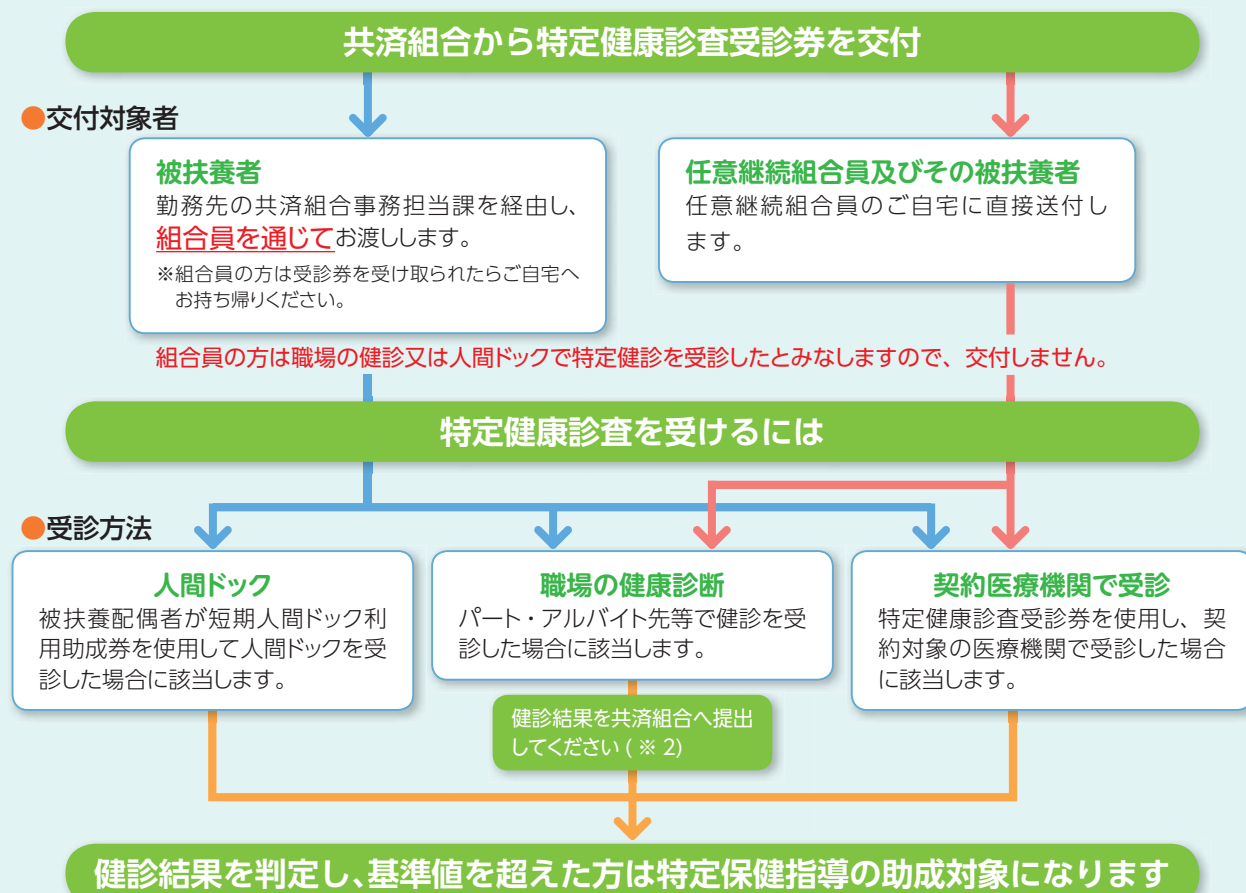 共済組合から特定健康診査受診券を交付
●交付対象者
被扶養者
勤務先の共済組合事務担当課を経由し、
組合員を通じてお渡しします。
※組合員の方は受診券を受け取られたらご自宅へ
お持ち帰りください。
任意継続組合員及びその被扶養者
任意継続組合員のご自宅に直接送付し
ます。
組合員の方は職場の健診又は人間ドックで特定健診を受診したとみなしますので、交付しません。
特定健康診査を受けるには
●受診方法
人間ドック
被扶養配偶者が短期人間ドック利
用助成券を使用して人間ドックを受
診した場合に該当します。
職場の健康診断
パート・アルバイト先等で健診を受
診した場合に該当します。
健診結果を共済組合へ提出
してください(※2)
契約医療機関で受診
特定健康診査受診券を使用し、契
約対象の医療機関で受診した場合
に該当します。
健診結果を判定し、基準値を超えた方は特定保健指導の助成対象になります